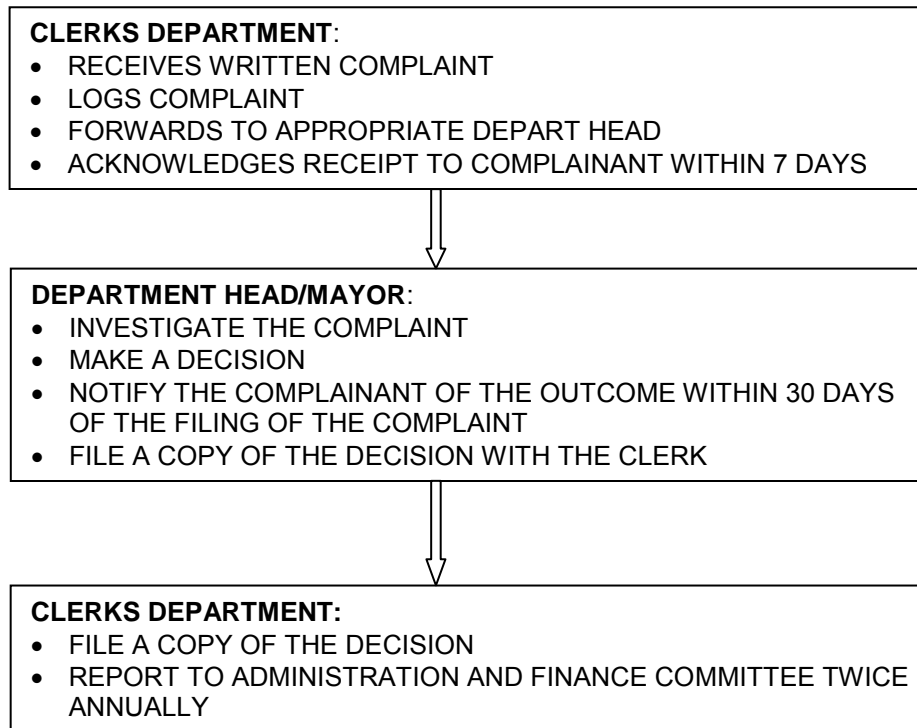 CLERKS DEPARTMENT:
• RECEIVES WRITTEN COMPLAINT
• LOGS COMPLAINT
• FORWARDS TO APPROPRIATE DEPART HEAD
• ACKNOWLEDGES RECEIPT TO COMPLAINANT WITHIN 7 DAYS
DEPARTMENT HEAD/MAYOR:
• INVESTIGATE THE COMPLAINT
• MAKE A DECISION
• NOTIFY THE COMPLAINANT OF THE OUTCOME WITHIN 30 DAYS
OF THE FILING OF THE COMPLAINT
• FILE A COPY OF THE DECISION WITH THE CLERK
CLERKS DEPARTMENT:
• FILE A COPY OF THE DECISION
• REPORT TO ADMINISTRATION AND FINANCE COMMITTEE TWICE
ANNUALLY